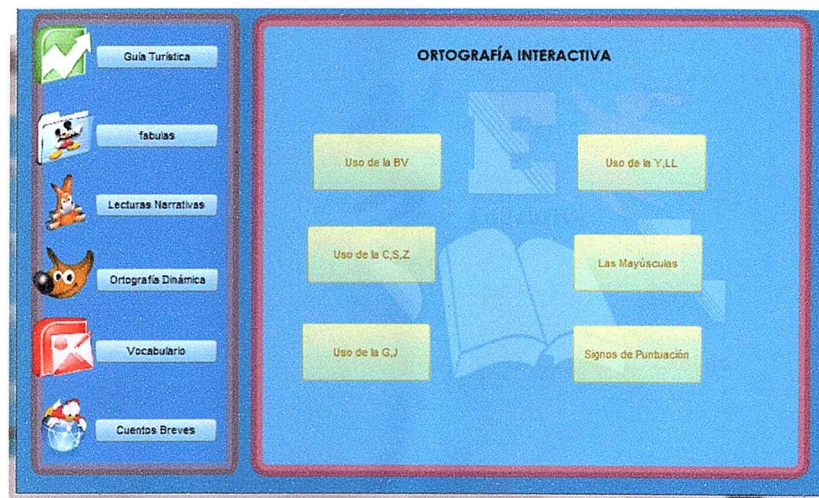 Guía Turística
fabulas
Lecturas Narrativas
Ortografía Dinámica
Vocabulario
Cuentos Breves
ORTOGRAFÍA INTERACTIVA
Uso de la BV
Uso de la Y,LL
Uso de la C,S,Z
Las Mayúsculas
Uso de la G,J
Signos de Puntuación
E